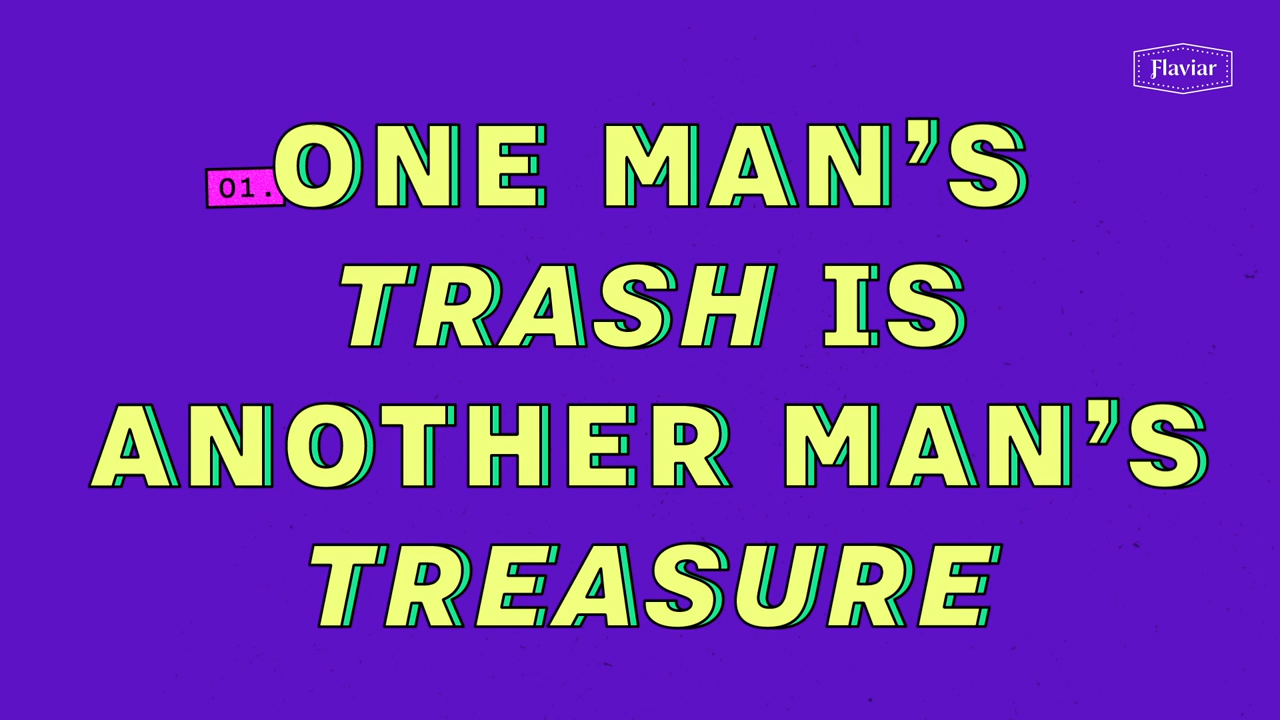 Flaviar
01.
ONE MAN’S
TRASH IS
ANOTHER MAN’S
TREASURE